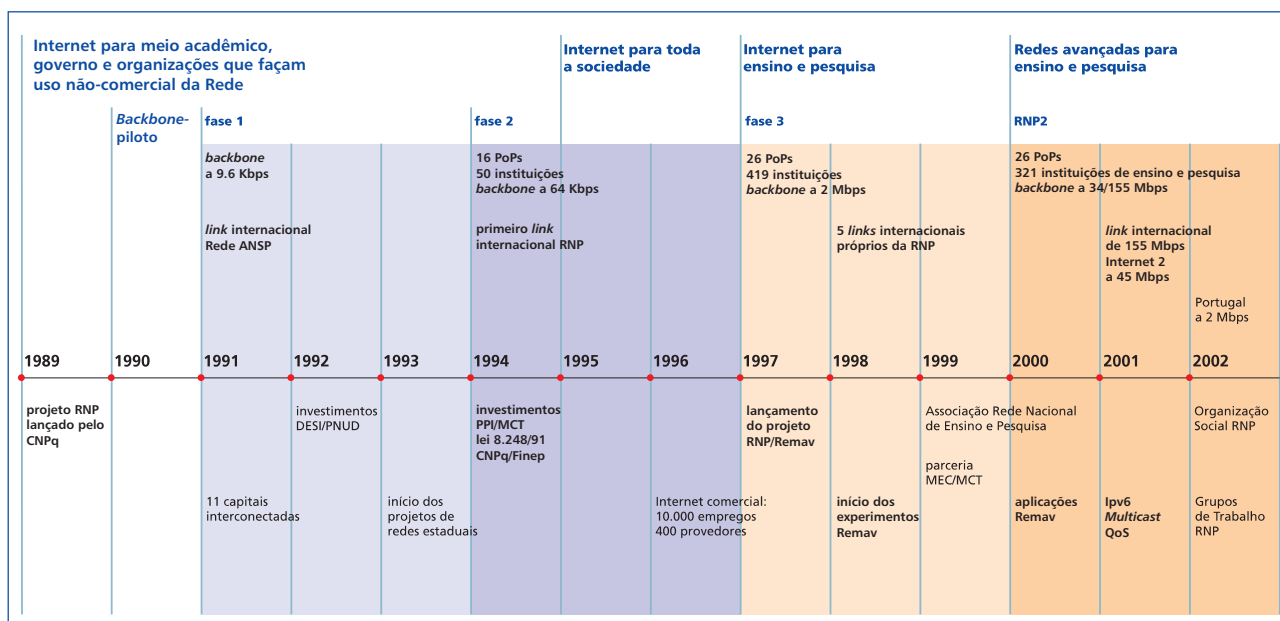 Internet para meio acadêmico,
governo e organizações que façam
uso não-comercial da Rede
Internet para toda
a sociedade
Internet para
ensino e pesquisa
Redes avançadas para
ensino e pesquisa
Backbone-
piloto
fase 1
fase 2
fase 3
RNP2
backbone
a 9.6 Kbps
16 PoPs
50 instituições
backbone a 64 Kbps
26 PoPs
419 instituições
backbone a 2 Mbps
26 PoPs
321 instituições de ensino e pesquisa
backbone a 34/155 Mbps
link internacional
Rede ANSP
primeiro link
internacional RNP
5 links internacionais
próprios da RNP
link internacional
de 155 Mbps
Internet 2
a 45 Mbps
Portugal
a 2 Mbps
1989
1990
1991
1992
1993
1994
1995
1996
1997
1998
1999
2000
2001
2002
projeto RNP
lançado pelo
CNPq
investimentos
DESI/PNUD
investimentos
PPI/MCT
lei 8.248/91
CNPq/Finep
lançamento
do projeto
RNP/Remav
Associação Rede Nacional
de Ensino e Pesquisa
Organização
Social RNP
parceria
MEC/MCT
11 capitais
interconectadas
início dos
projetos de
redes estaduais
Internet comercial:
10.000 empregos
400 provedores
início dos
experimentos
Remav
aplicações
Remav
Ipv6
Multicast
QoS
Grupos
de Trabalho
RNP